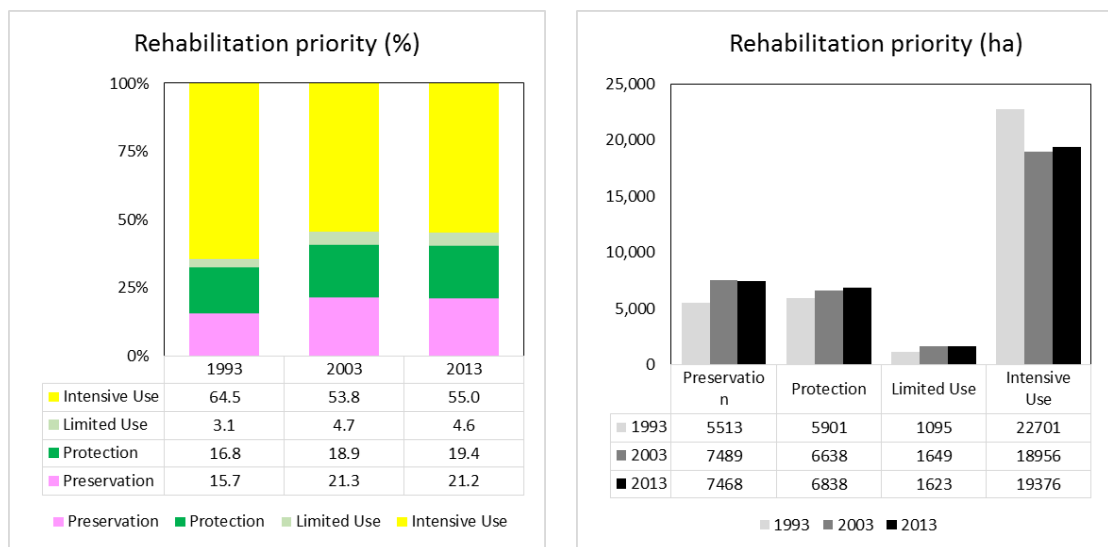 Rehabilitation priority (%)
100%
75%
50%
25%
0%
1993 2003 2013
Intensive Use 64.5 53.8 55.0
Limited Use 3.1 4.7 4.6
Protection 16.8 18.9 19.4
Preservation 15.7 21.3 21.2
Preservation Protection Limited Use Intensive Use
Rehabilitation priority (ha)
25,000
20,000
15,000
10,000
5,000
0
Preservatio Protection Limited Use Intensive
n Use
1993 5513 5901 1095 22701
2003 7489 6638 1649 18956
2013 7468 6838 1623 19376
1993 2003 2013